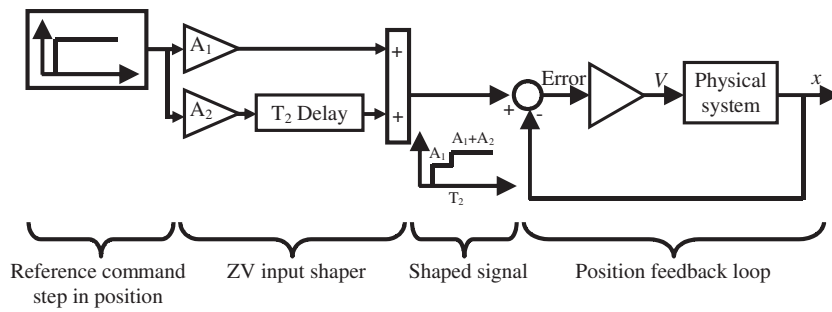 A₁
A₂
T₂ Delay
+
+
A₁
A₁+A₂
T₂
+
-
Error
V
Physical
system
x
Reference command
step in position
ZV input shaper
Shaped signal
Position feedback loop